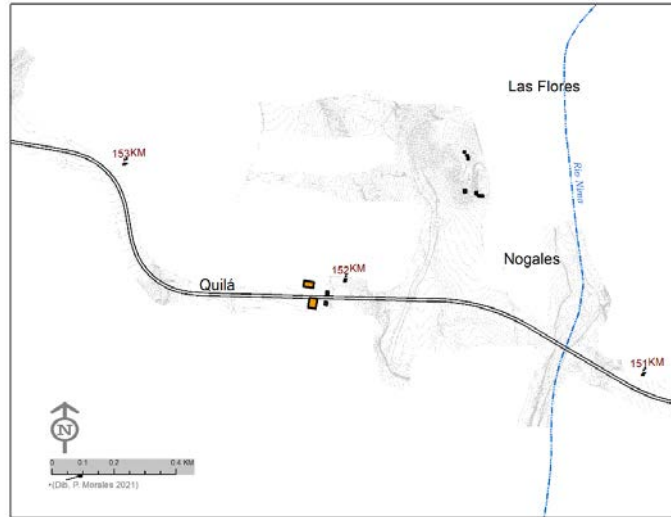 Las Flores
153KM
Río Nima
Nogales
152KM
Quilá
151KM
N
0 0.1 0.2 0.4 KM
(Dib. P. Morales 2021)